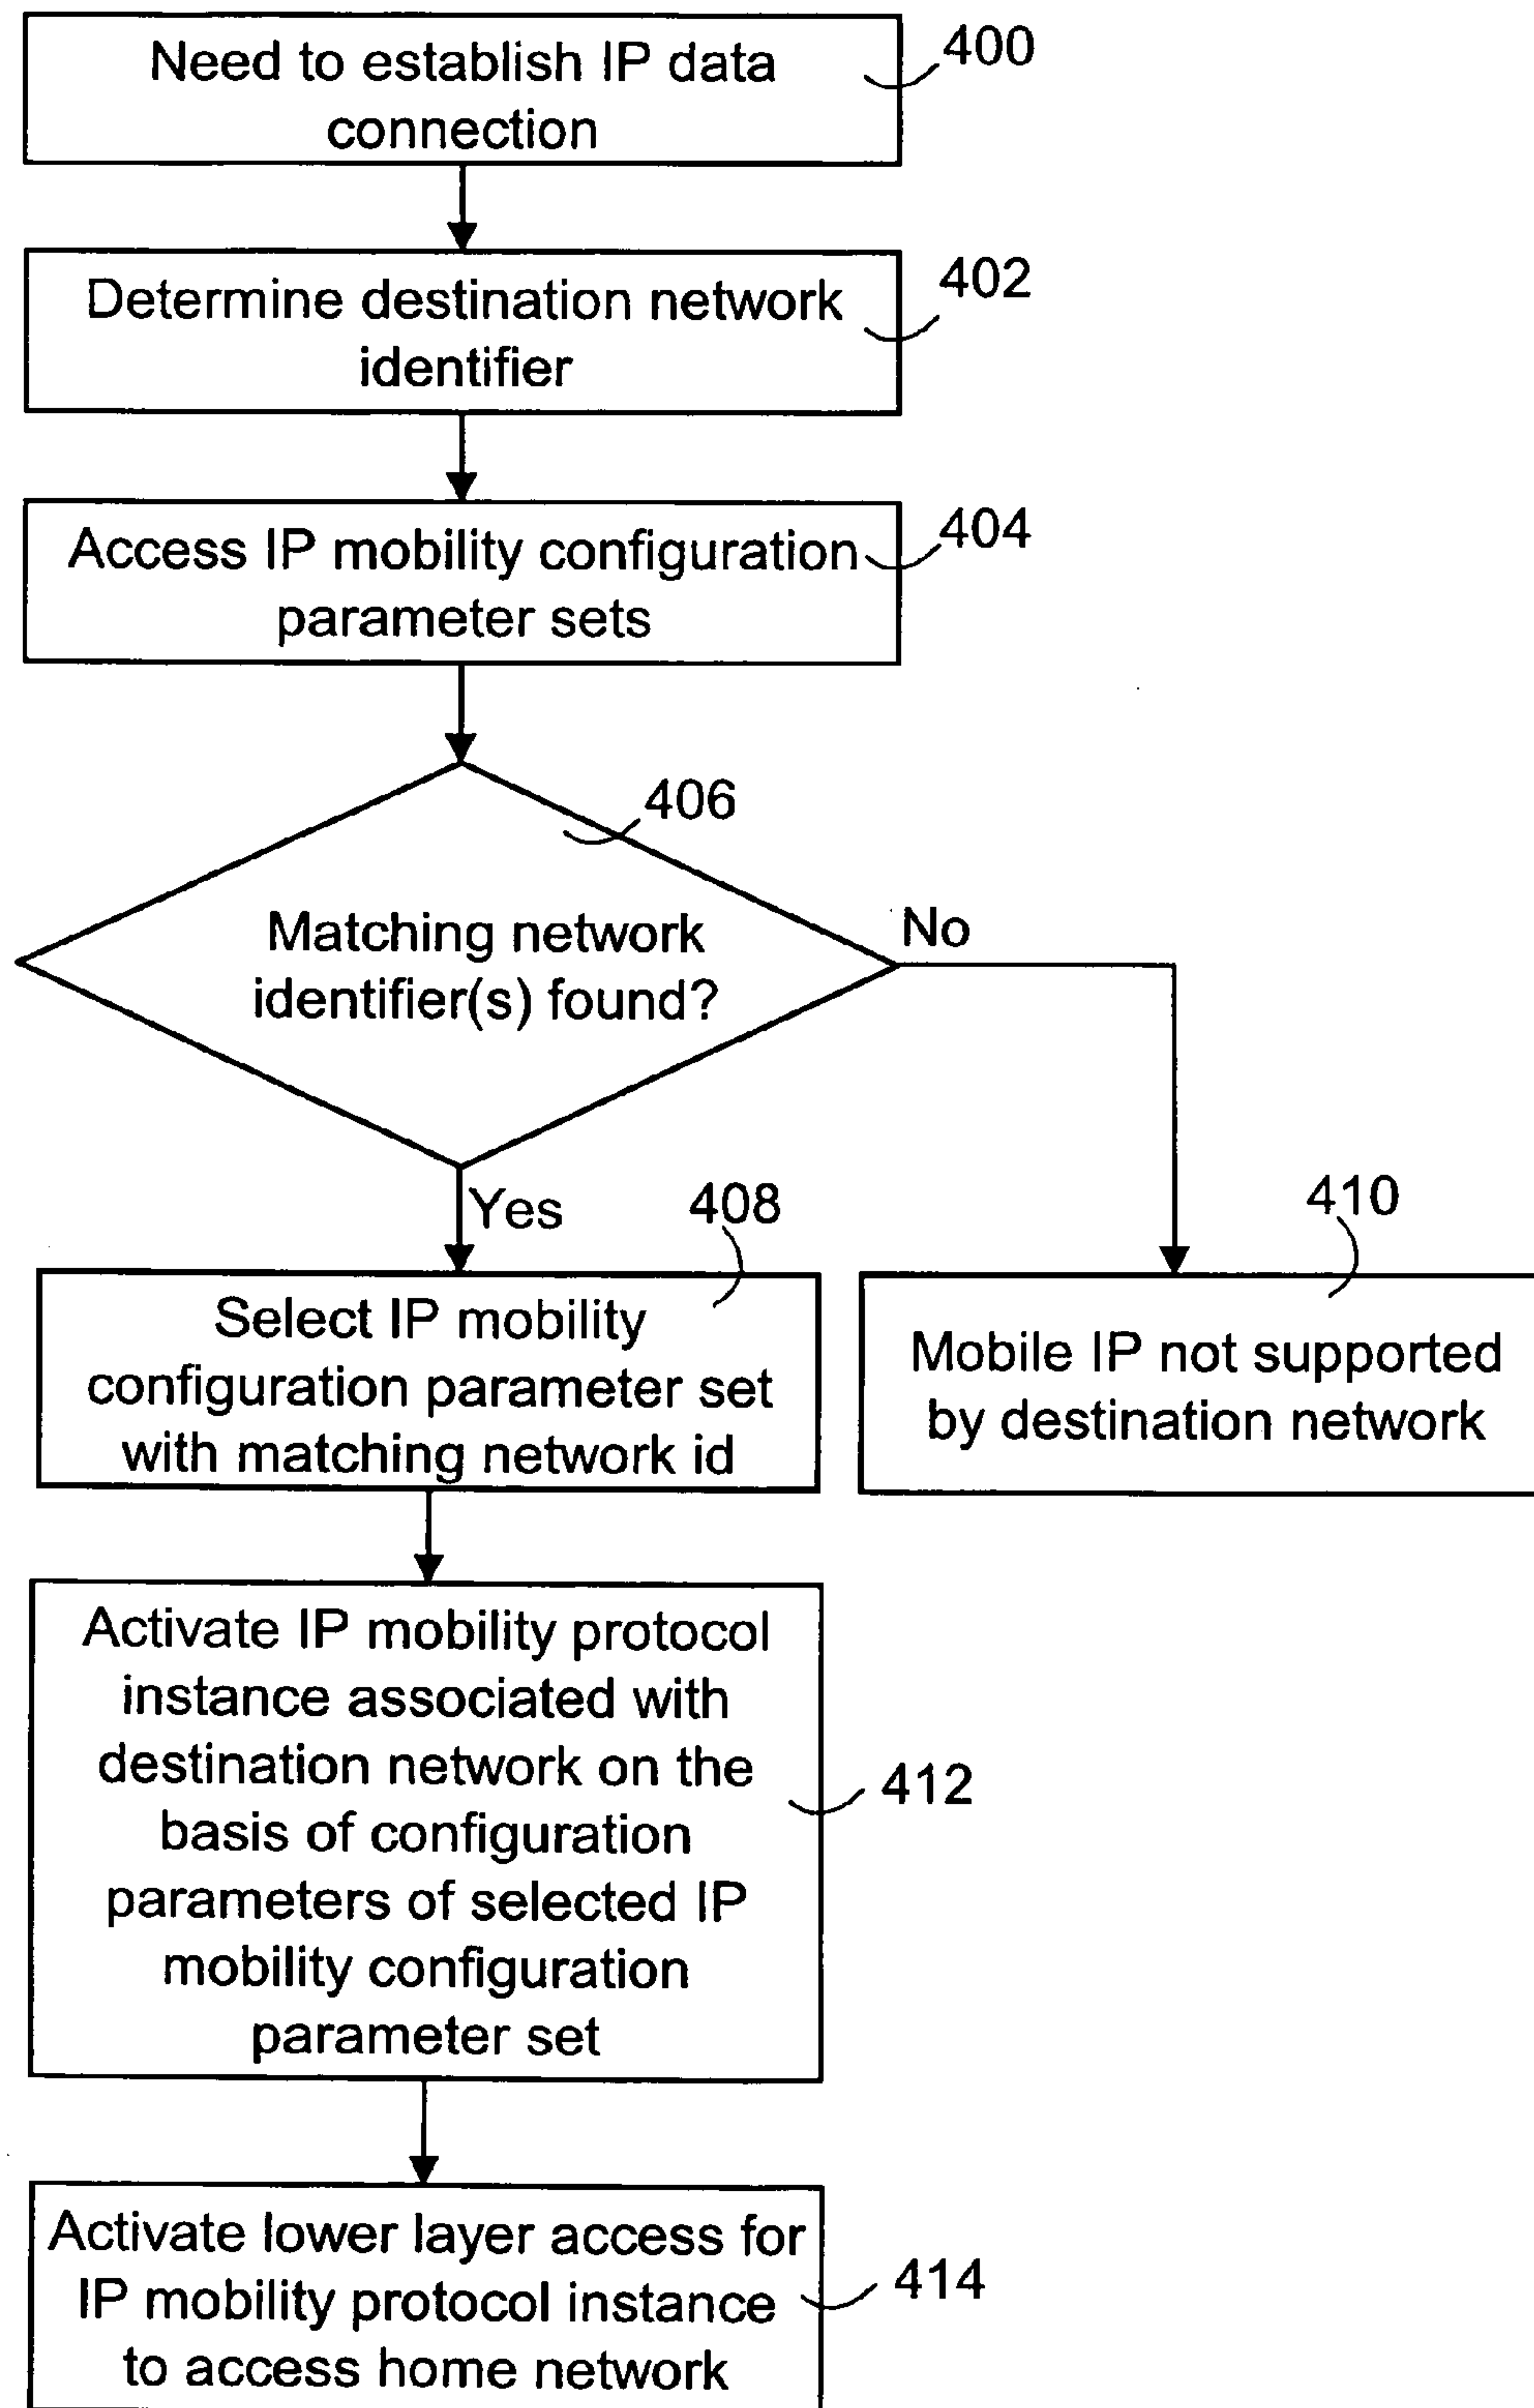 Need to establish IP data
connection
400
Determine destination network
identifier
402
Access IP mobility configuration
parameter sets
404
406
Matching network
identifier(s) found?
No
Yes
408
410
Select IP mobility
configuration parameter set
with matching network id
Mobile IP not supported
by destination network
Activate IP mobility protocol
instance associated with
destination network on the
basis of configuration
parameters of selected IP
mobility configuration
parameter set
412
Activate lower layer access for
IP mobility protocol instance
to access home network
414